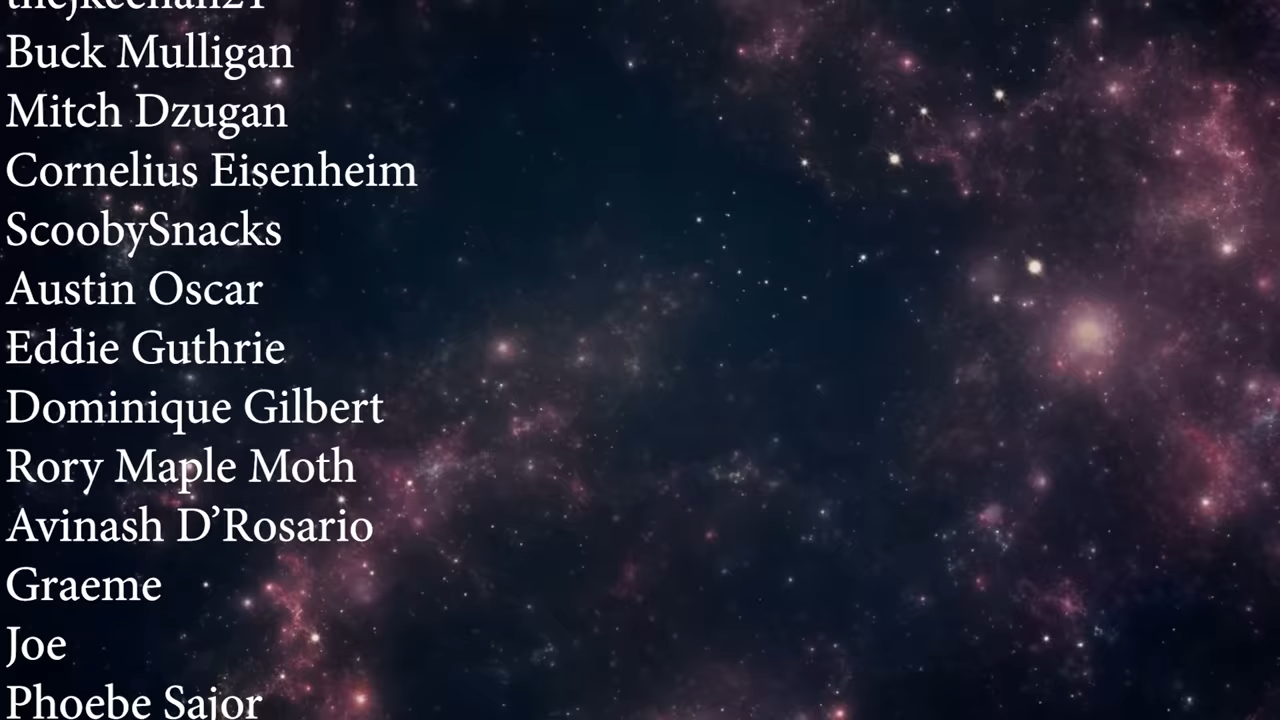 thejkeenan21
Buck Mulligan
Mitch Dzugan
Cornelius Eisenheim
ScoobySnacks
Austin Oscar
Eddie Guthrie
Dominique Gilbert
Rory Maple Moth
Avinash D’Rosario
Graeme
Joe
Phoebe Sajor